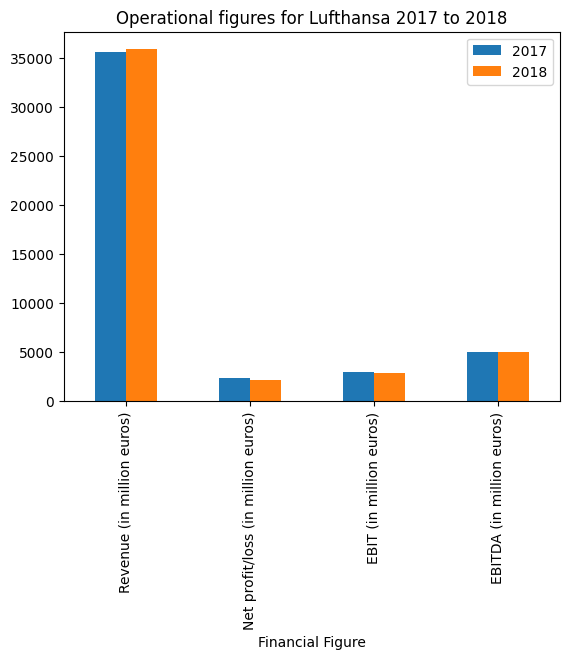 Operational figures for Lufthansa 2017 to 2018
2017
2018
35000
30000
25000
20000
15000
10000
5000
0
Revenue (in million euros)
Net profit/loss (in million euros)
EBIT (in million euros)
EBITDA (in million euros)
Financial Figure